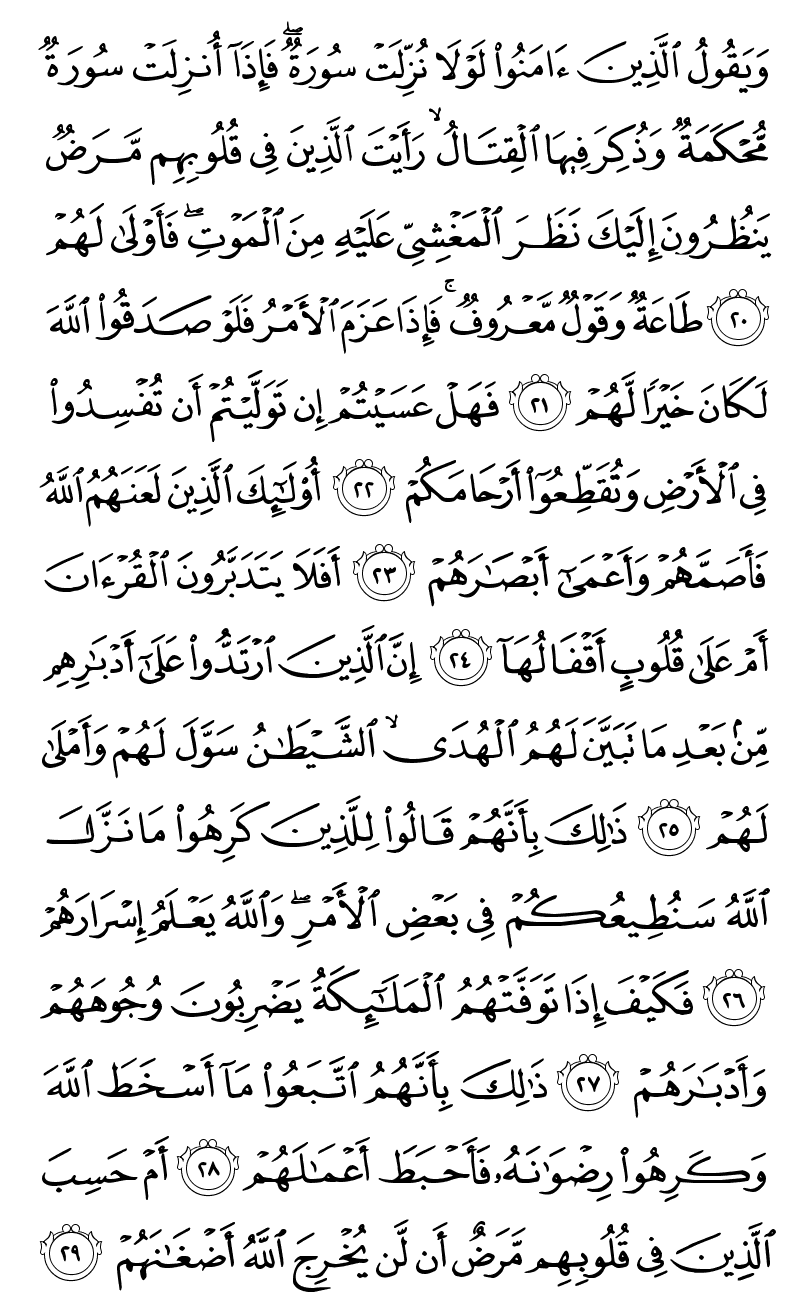 وَيَقُولُ ٱلَّذِينَ ءَامَنُوا۟ لَوْلَا نُزِّلَتْ سُورَةٌۖ فَإِذَآ أُنزِلَتْ سُورَةٌ
مُّحْكَمَةٌ وَذُكِرَ فِيهَا ٱلْقِتَالُۙ رَأَيْتَ ٱلَّذِينَ فِى قُلُوبِهِم مَّرَضٌ
يَنظُرُونَ إِلَيْكَ نَظَرَ ٱلْمَغْشِىِّ عَلَيْهِ مِنَ ٱلْمَوْتِۖ فَأَوْلَىٰ لَهُمْ
٢٠ طَاعَةٌ وَقَوْلٌ مَّعْرُوفٌۚ فَإِذَا عَزَمَ ٱلْأَمْرُ فَلَوْ صَدَقُوا۟ ٱللَّهَ
لَكَانَ خَيْرًا لَّهُمْ ٢١ فَهَلْ عَسَيْتُمْ إِن تَوَلَّيْتُمْ أَن تُفْسِدُوا۟
فِى ٱلْأَرْضِ وَتُقَطِّعُوٓا۟ أَرْحَامَكُمْ ٢٢ أُو۟لَـٰٓئِكَ ٱلَّذِينَ لَعَنَهُمُ ٱللَّهُ
فَأَصَمَّهُمْ وَأَعْمَىٰٓ أَبْصَـٰرَهُمْ ٢٣ أَفَلَا يَتَدَبَّرُونَ ٱلْقُرْءَانَ
أَمْ عَلَىٰ قُلُوبٍ أَقْفَالُهَآ ٢٤ إِنَّ ٱلَّذِينَ ٱرْتَدُّوا۟ عَلَىٰٓ أَدْبَـٰرِهِم
مِّنۢ بَعْدِ مَا تَبَيَّنَ لَهُمُ ٱلْهُدَىۙ ٱلشَّيْطَـٰنُ سَوَّلَ لَهُمْ وَأَمْلَىٰ
لَهُمْ ٢٥ ذَٰلِكَ بِأَنَّهُمْ قَالُوا۟ لِلَّذِينَ كَرِهُوا۟ مَا نَزَّلَ
ٱللَّهُ سَنُطِيعُكُمْ فِى بَعْضِ ٱلْأَمْرِۖ وَٱللَّهُ يَعْلَمُ إِسْرَارَهُمْ
٢٦ فَكَيْفَ إِذَا تَوَفَّتْهُمُ ٱلْمَلَـٰٓئِكَةُ يَضْرِبُونَ وُجُوهَهُمْ
وَأَدْبَـٰرَهُمْ ٢٧ ذَٰلِكَ بِأَنَّهُمُ ٱتَّبَعُوا۟ مَآ أَسْخَطَ ٱللَّهَ
وَكَرِهُوا۟ رِضْوَٰنَهُۥ فَأَحْبَطَ أَعْمَـٰلَهُمْ ٢٨ أَمْ حَسِبَ
ٱلَّذِينَ فِى قُلُوبِهِم مَّرَضٌ أَن لَّن يُخْرِجَ ٱللَّهُ أَضْغَـٰنَهُمْ ٢٩